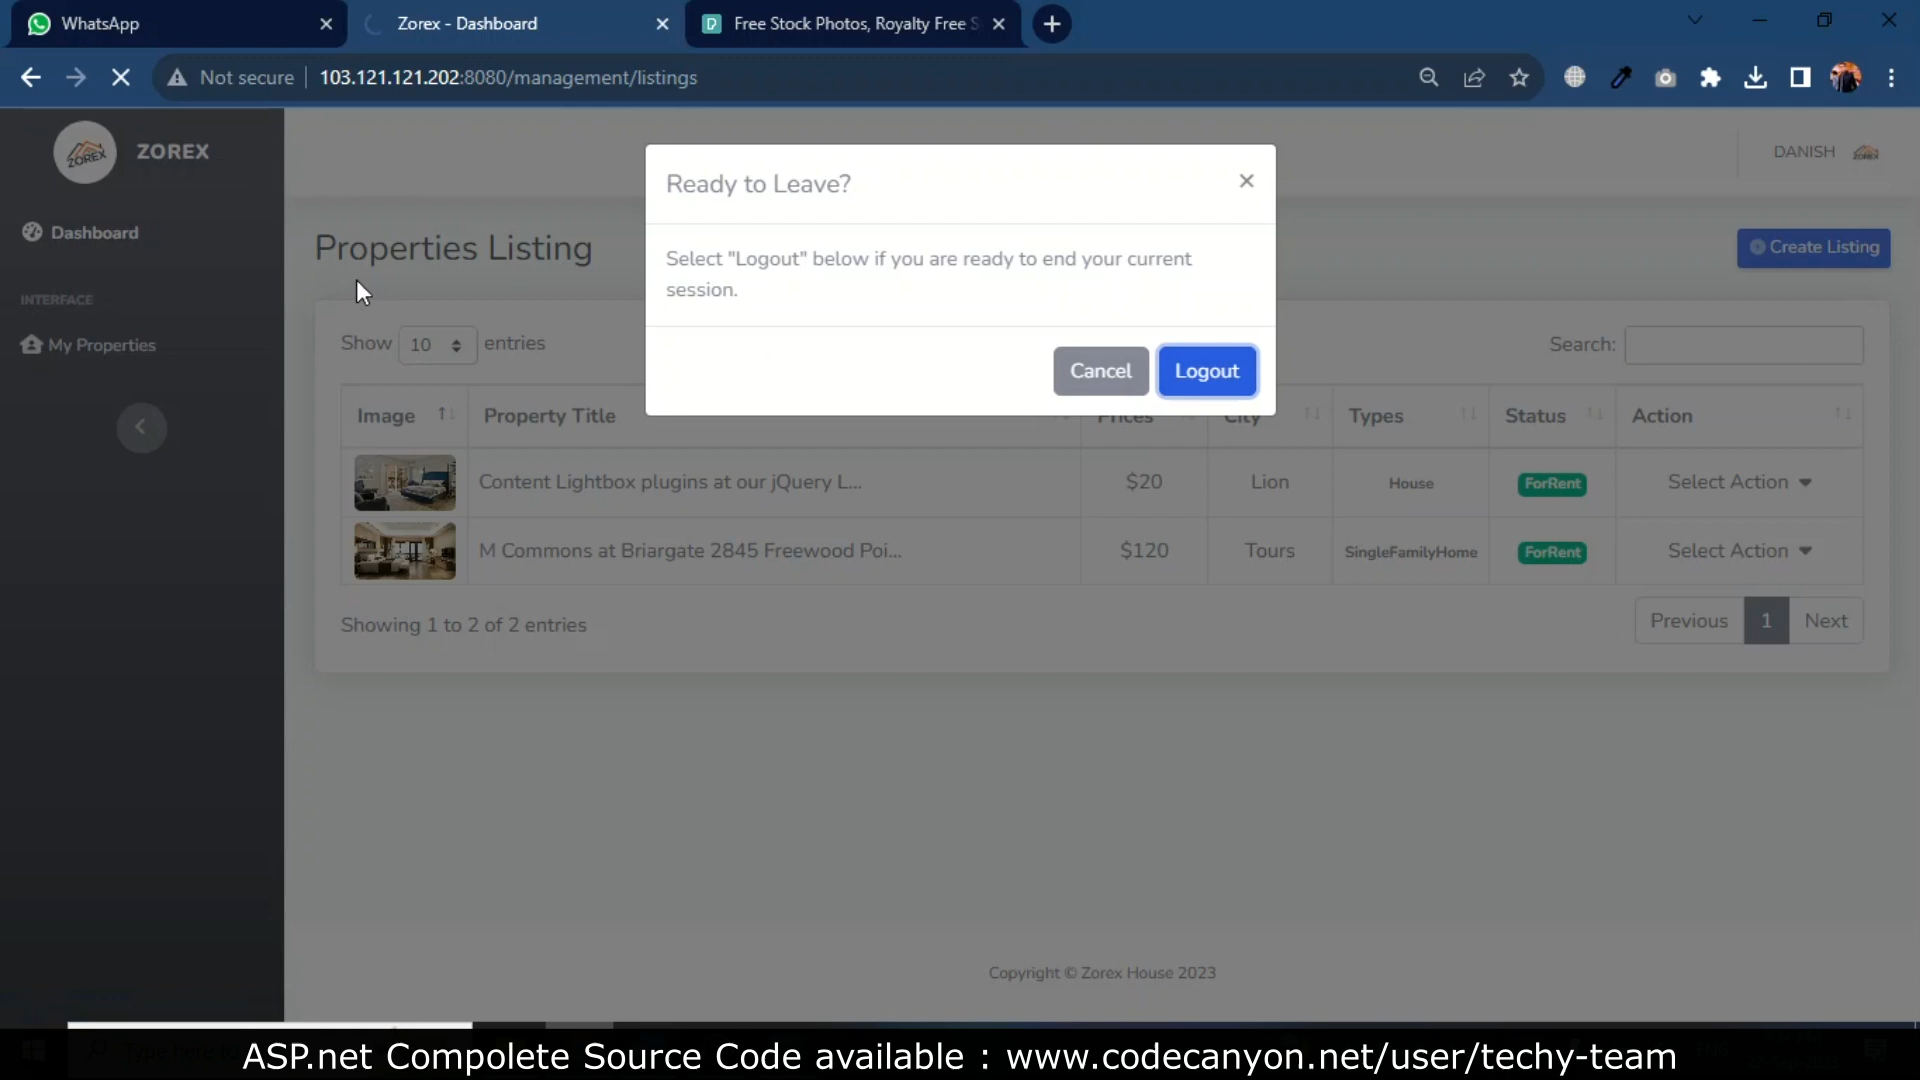 WhatsApp
Zorex - Dashboard
Free Stock Photos, Royalty Free S
Not secure
103.121.121.202:8080/management/listings
ZOREX
ZOREX
DANISH
ZOREX
Ready to Leave?
Select "Logout" below if you are ready to end your current
session.
Cancel
Logout
Dashboard
INTERFACE
My Properties
Properties Listing
Create Listing
Show 10 entries
Search:
Image
Property Title
Prices
City
Types
Status
Action
Content Lightbox plugins at our jQuery L...
$20
Lion
House
ForRent
Select Action
M Commons at Briargate 2845 Freewood Poi...
$120
Tours
SingleFamilyHome
ForRent
Select Action
Showing 1 to 2 of 2 entries
Previous
1
Next
Copyright © Zorex House 2023
ASP.net Compolete Source Code available : www.codecanyon.net/user/techy-team